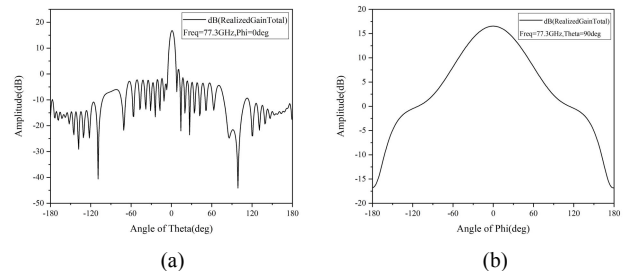 20
10
0
-10
-20
-30
-40
-50
Amplitude(dB)
dB(RealizedGainTotal)
Freq=77.3GHz,Phi=0deg
-180 -120 -60 0 60 120 180
Angle of Theta(deg)
(a)
20
15
10
5
0
-5
-10
-15
-20
Amplitude(dB)
dB(RealizedGainTotal)
Freq=77.3GHz,Theta=90deg
-180 -120 -60 0 60 120 180
Angle of Phi(deg)
(b)